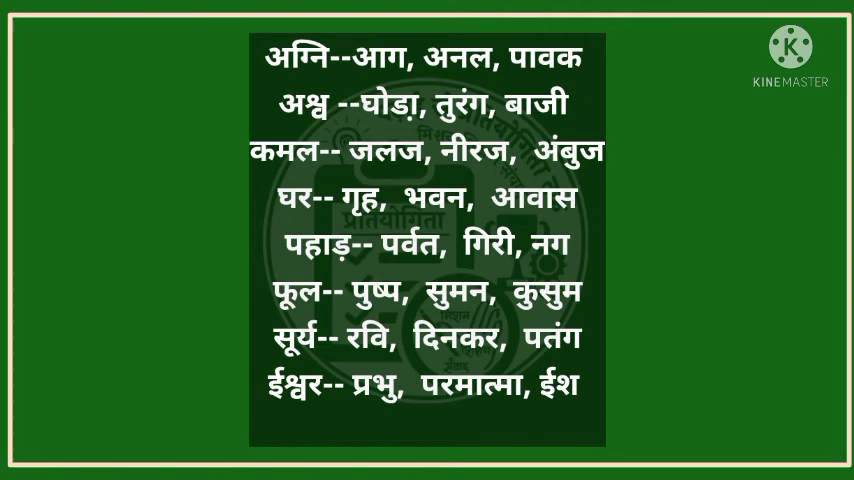 अग्नि--आग, अनल, पावक
अश्व --घोडा़, तुरंग, बाजी
कमल-- जलज, नीरज, अंबुज
घर-- गृह, भवन, आवास
पहाड़-- पर्वत, गिरी, नग
फूल-- पुष्प, सुमन, कुसुम
सूर्य-- रवि, दिनकर, पतंग
ईश्वर-- प्रभु, परमात्मा, ईश
K
KINEMASTER
प्रतियोगिता